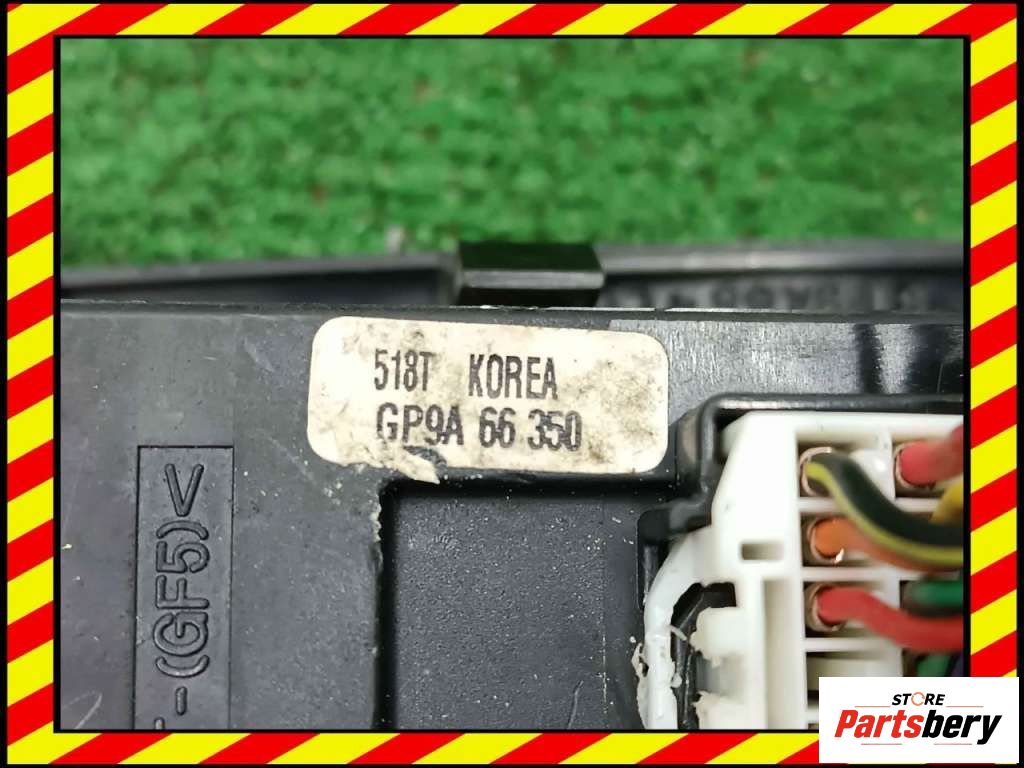 518T KOREA
GP9A 66 350
-(GF5)<
STORE
Partsbery